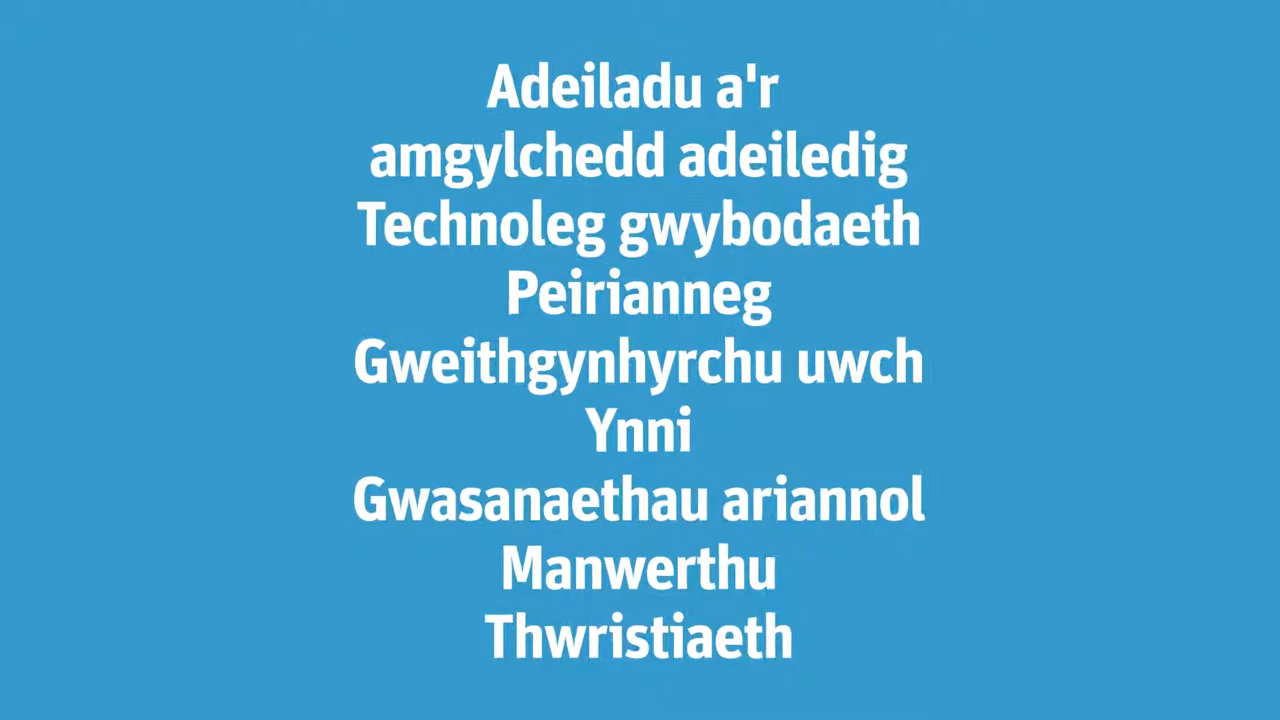 Adeiladu a'r
amgylchedd adeiledig
Technoleg gwybodaeth
Peirianneg
Gweithgynhyrchu uwch
Ynni
Gwasanaethau ariannol
Manwerthu
Thwristiaeth